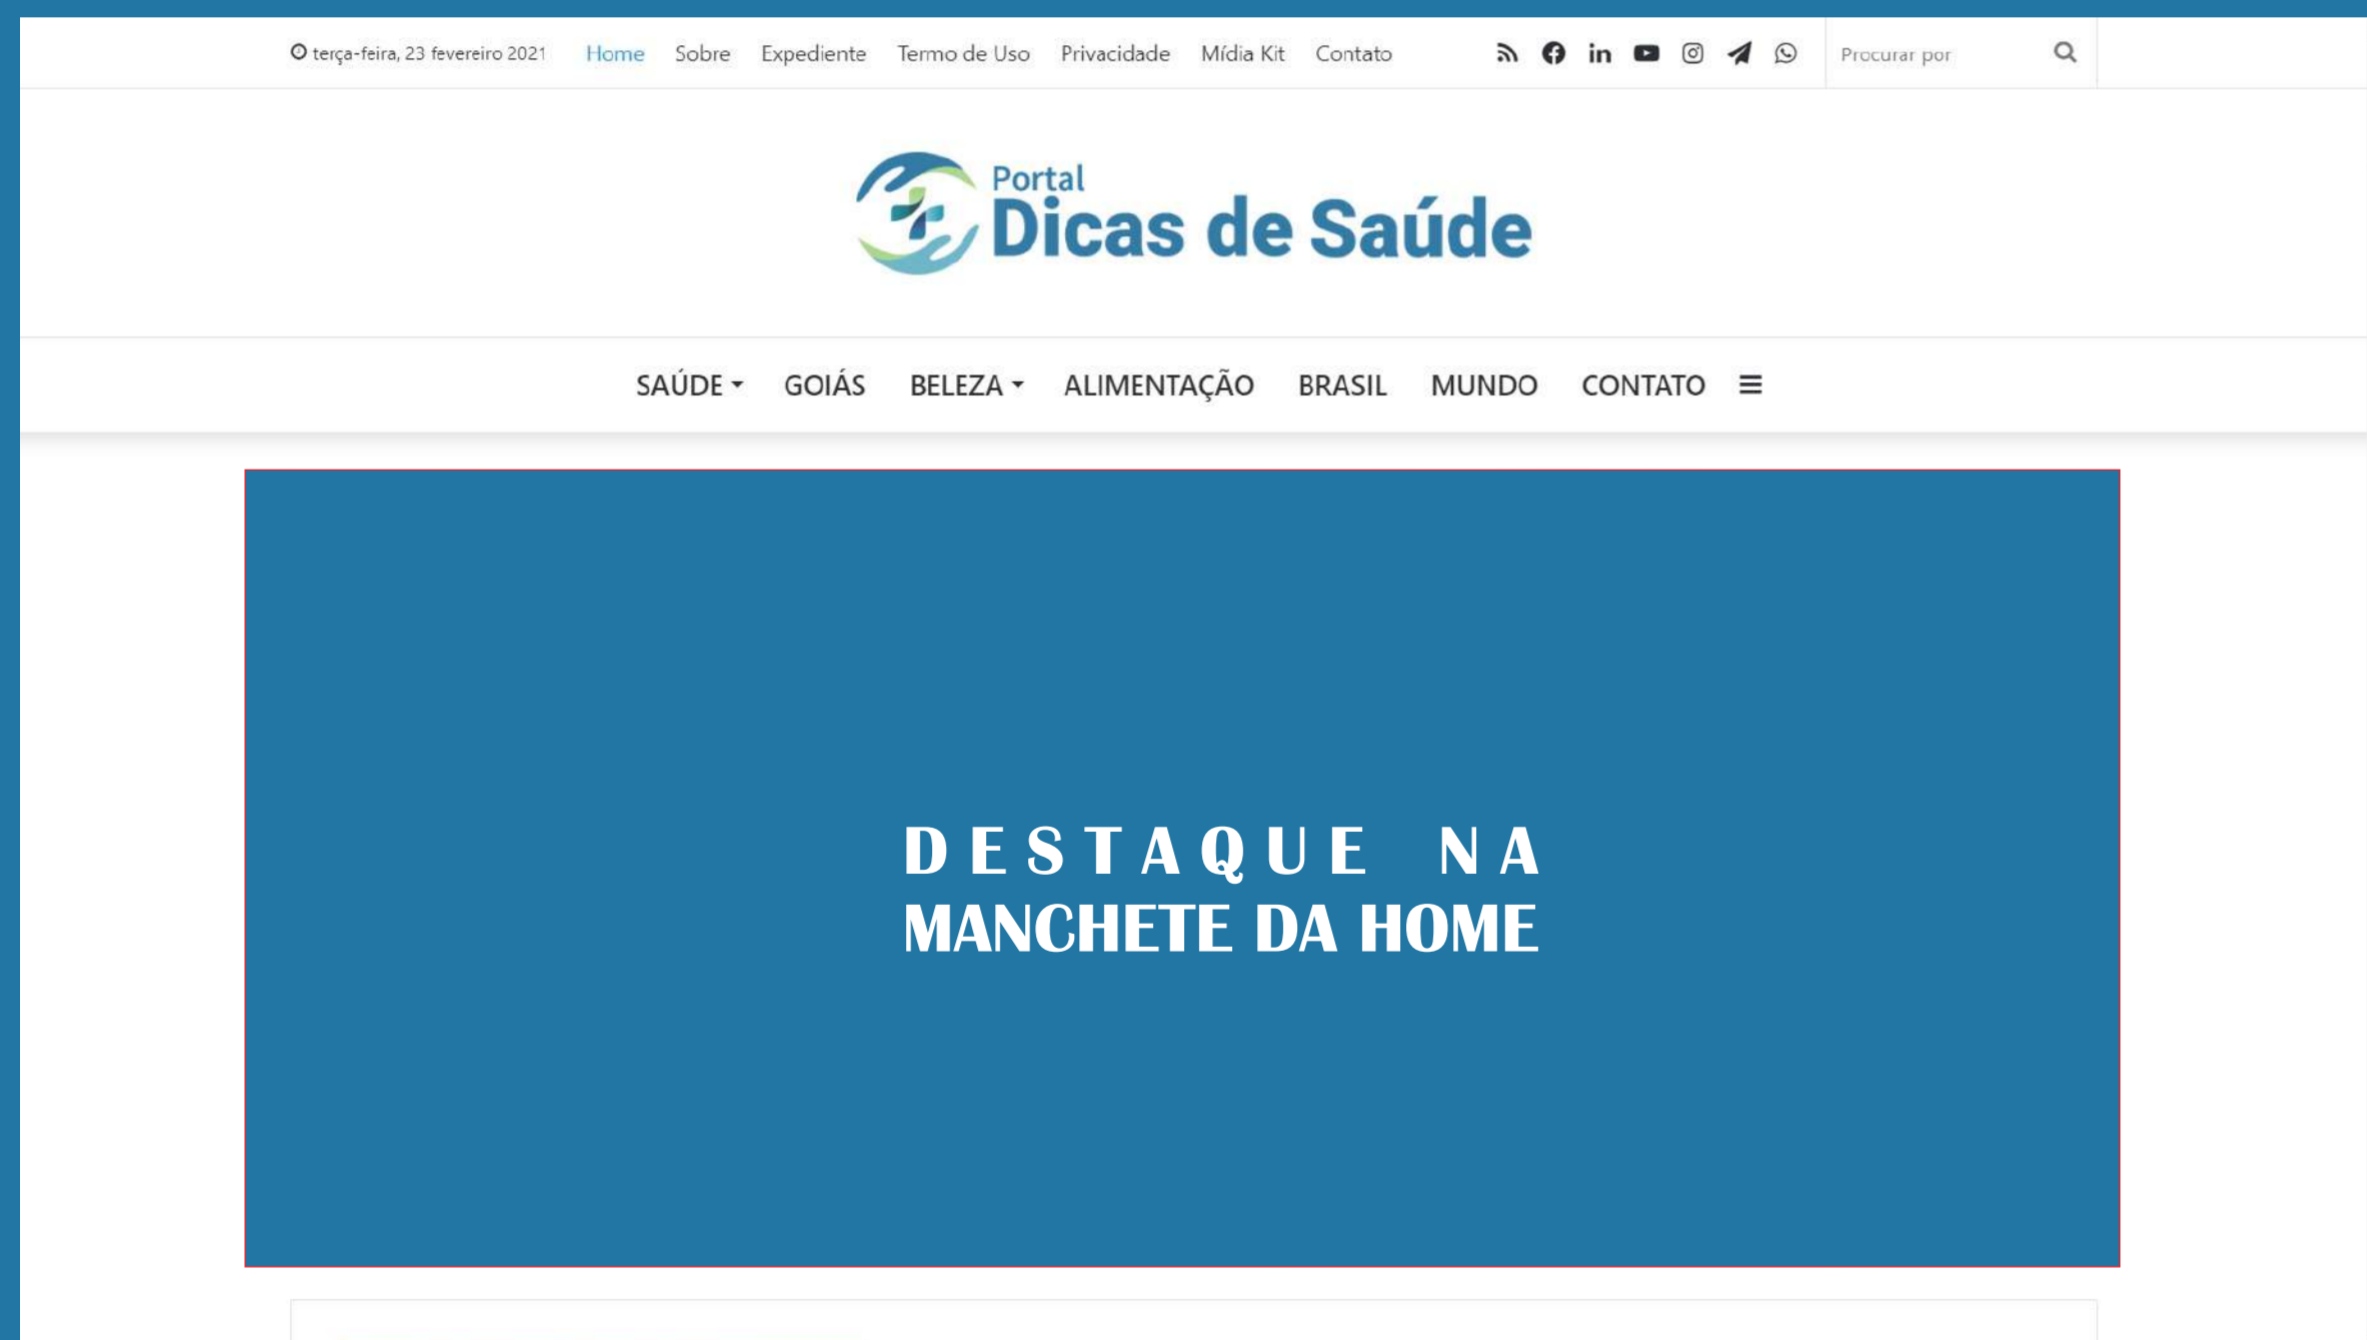 terça-feira, 23 fevereiro 2021 Home Sobre Expediente Termo de Uso Privacidade Mídia Kit Contato Procurar por
Portal
Dicas de Saúde
SAÚDE GOIÁS BELEZA ALIMENTAÇÃO BRASIL MUNDO CONTATO
DESTAQUE NA
MANCHETE DA HOME